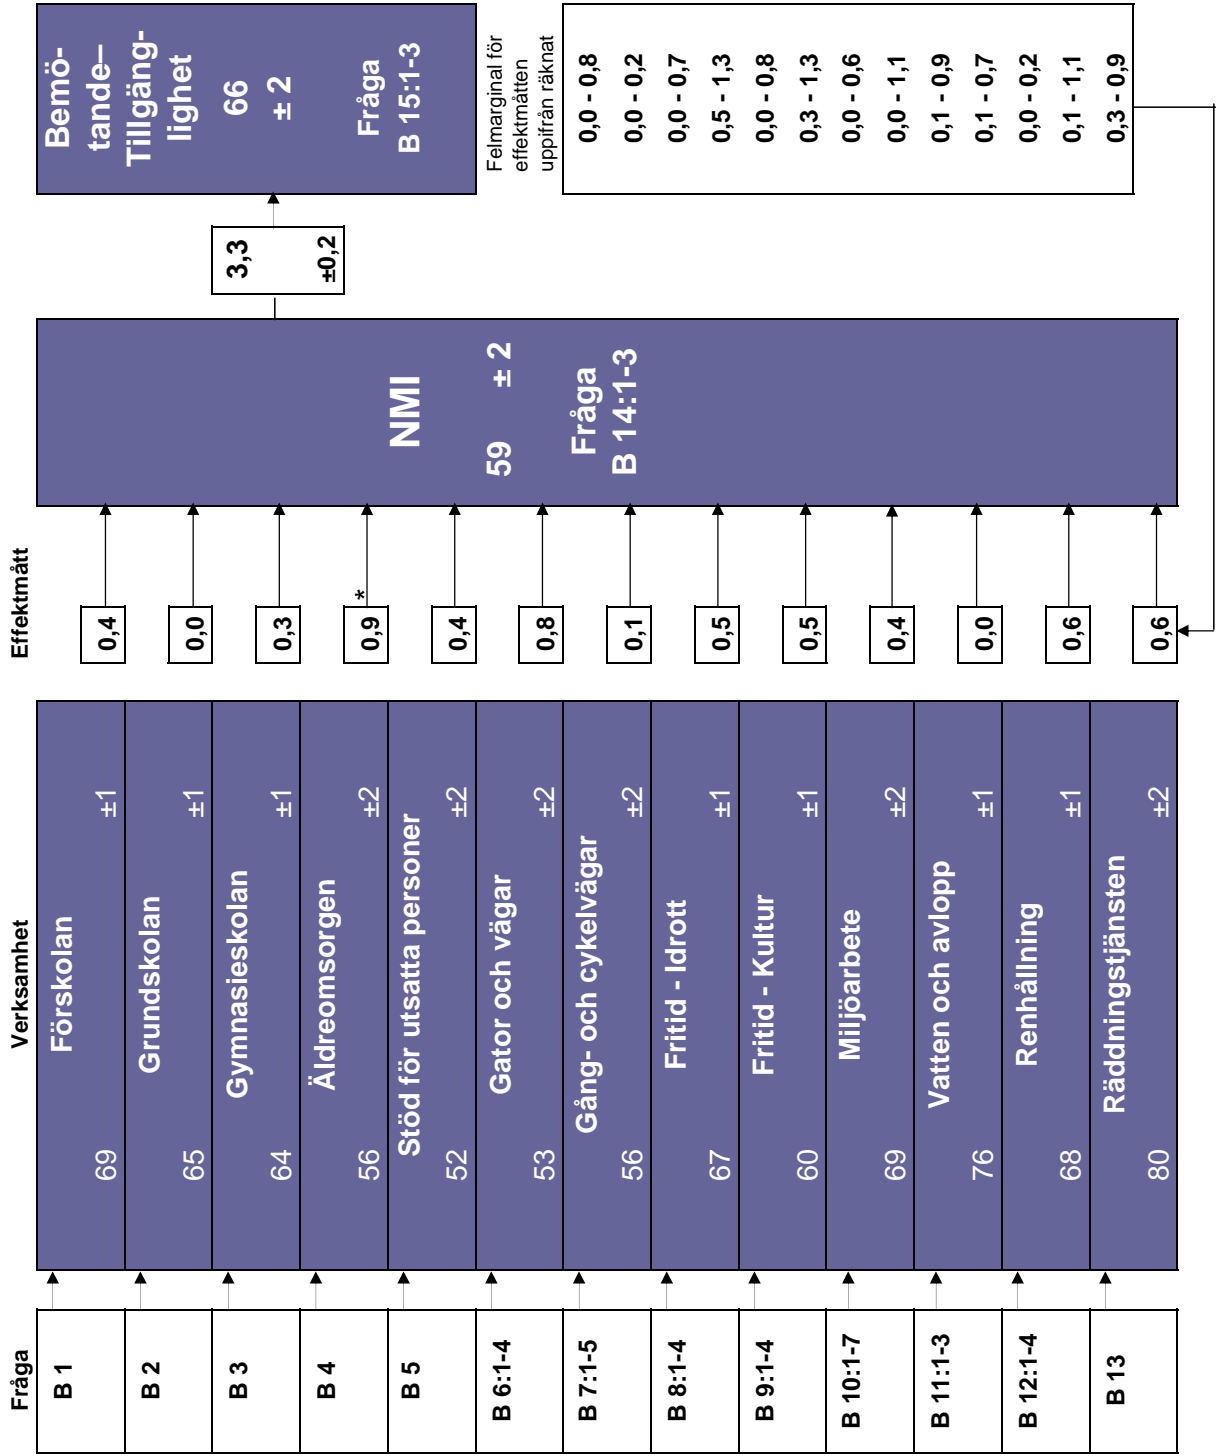 Fråga
Verksamhet
Effektmått
B 1
Förskolan
69 ±1
0,4
B 2
Grundskolan
65 ±1
0,0
B 3
Gymnasieskolan
64 ±1
0,3
B 4
Äldreomsorgen
56 ±2
0,9 *
B 5
Stöd för utsatta personer
52 ±2
0,4
B 6:1-4
Gator och vägar
53 ±2
0,8
B 7:1-5
Gång- och cykelvägar
56 ±2
0,1
B 8:1-4
Fritid - Idrott
67 ±1
0,5
B 9:1-4
Fritid - Kultur
60 ±1
0,5
B 10:1-7
Miljöarbete
69 ±2
0,4
B 11:1-3
Vatten och avlopp
76 ±1
0,0
B 12:1-4
Renhållning
68 ±1
0,6
B 13
Räddningstjänsten
80 ±2
0,6
NMI
59 ± 2
Fråga
B 14:1-3
3,3
±0,2
Bemö-
tande–
Tillgäng-
lighet
66
± 2
Fråga
B 15:1-3
Felmarginal för
effektmåtten
uppifrån räknat
0,0 - 0,8
0,0 - 0,2
0,0 - 0,7
0,5 - 1,3
0,0 - 0,8
0,3 - 1,3
0,0 - 0,6
0,0 - 1,1
0,1 - 0,9
0,1 - 0,7
0,0 - 0,2
0,1 - 1,1
0,3 - 0,9